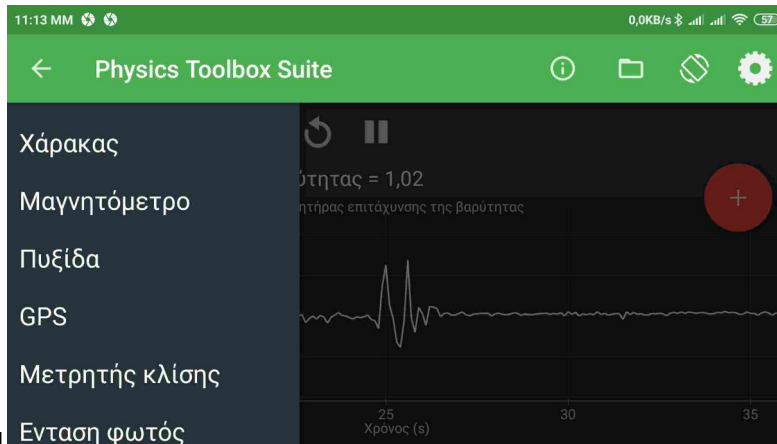 11:13 ΜΜ 0,0KB/s 57
Physics Toolbox Suite
Χάρακας
Μαγνητόμετρο
Πυξίδα
GPS
Μετρητής κλίσης
Ενταση φωτός
ύτητας = 1,02
ητήρας επιτάχυνσης της βαρύτητας
25 30 35
Χρόνος (s)